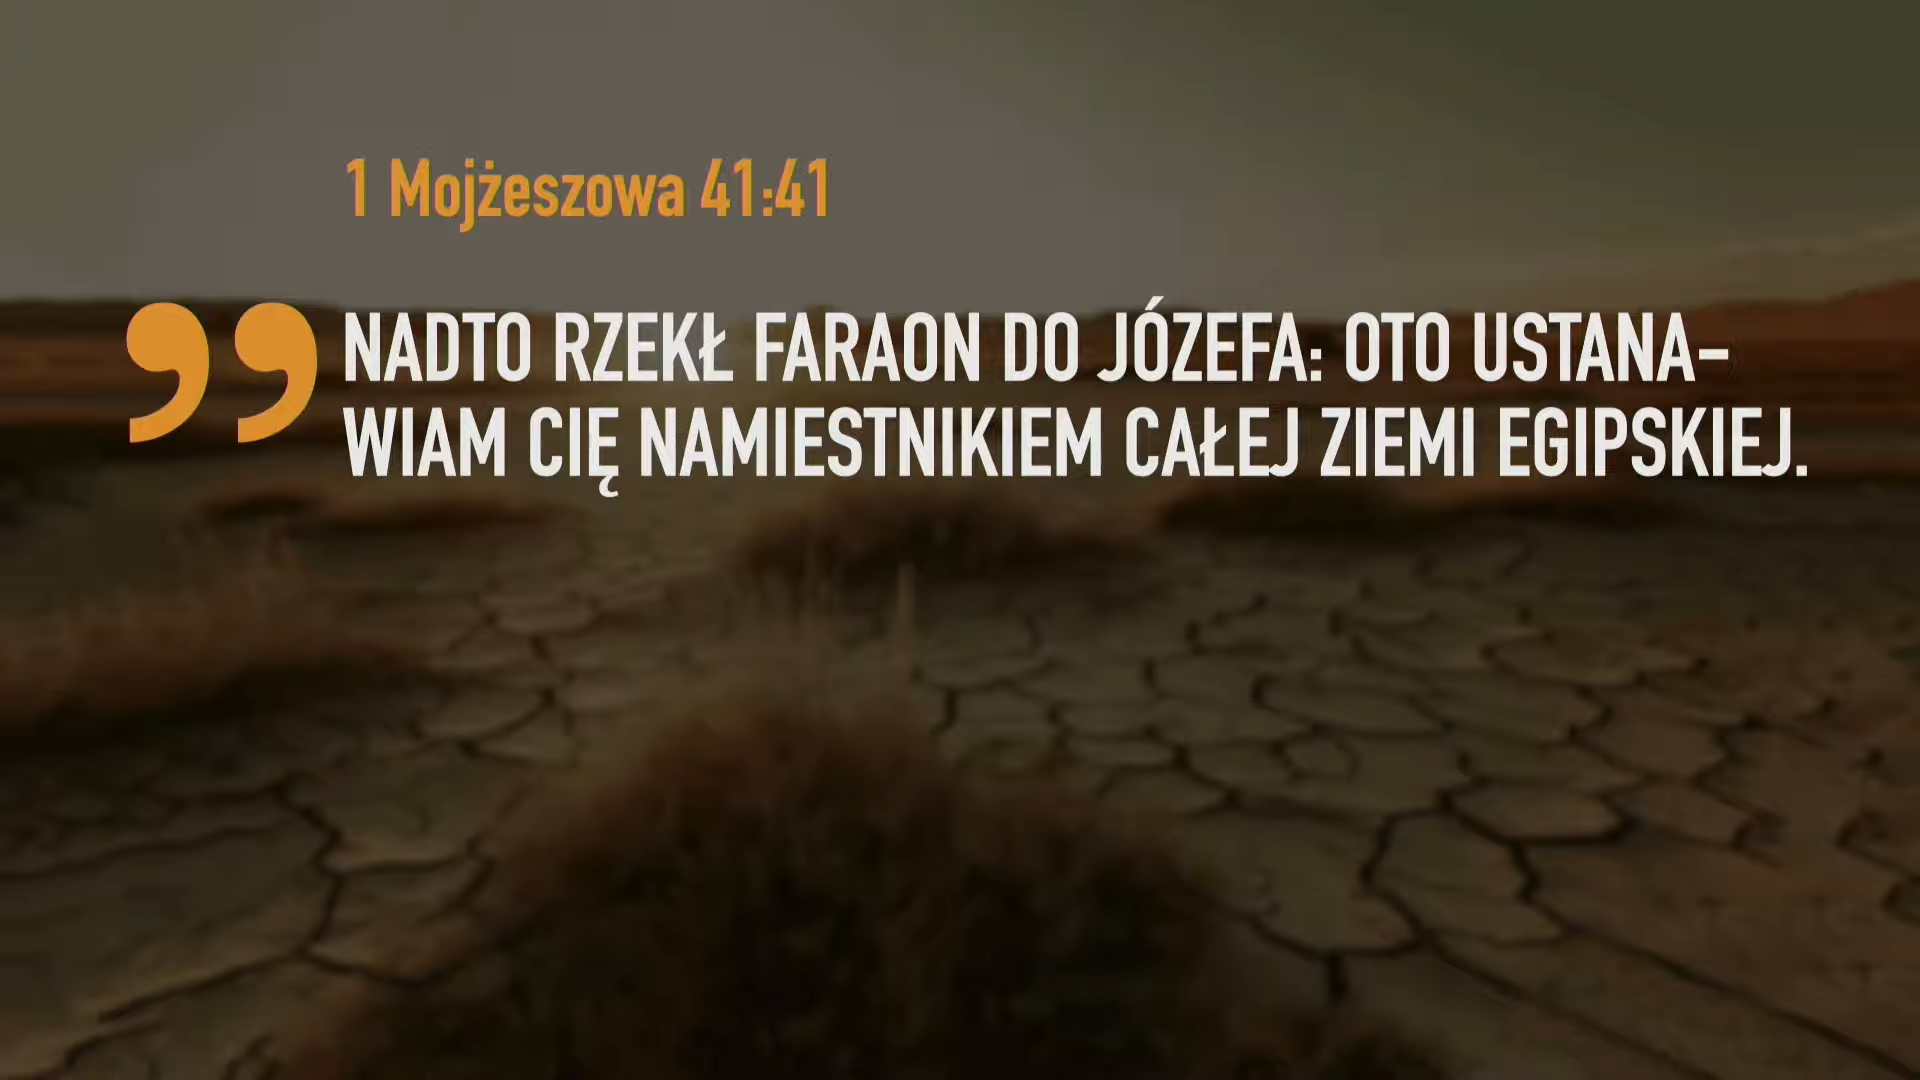 1 Mojżeszowa 41:41
” NADTO RZEKŁ FARAON DO JÓZEFA: OTO USTANA-
WIAM CIĘ NAMIESTNIKIEM CAŁEJ ZIEMI EGIPSKIEJ.